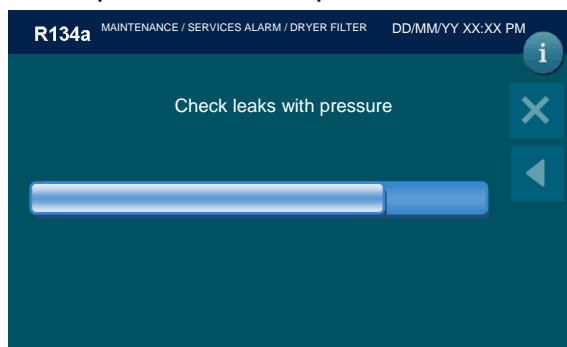 R134a MAINTENANCE / SERVICES ALARM / DRYER FILTER DD/MM/YY XX:XX PM
i
Check leaks with pressure